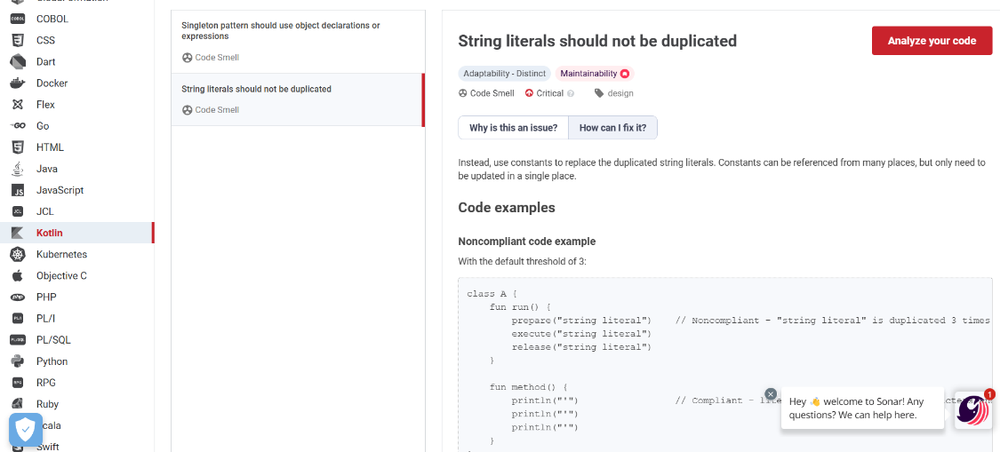 COBOL
CSS
Dart
Docker
Flex
Go
HTML
Java
JavaScript
JCL
Kotlin
Kubernetes
Objective C
PHP
PL/I
PL/SQL
Python
RPG
Ruby
cala
Swift
Singleton pattern should use object declarations or
expressions
Code Smell
String literals should not be duplicated
Code Smell
String literals should not be duplicated
Analyze your code
Adaptability - Distinct Maintainability
Code Smell Critical design
Why is this an issue? How can I fix it?
Instead, use constants to replace the duplicated string literals. Constants can be referenced from many places, but only need to
be updated in a single place.
Code examples
Noncompliant code example
With the default threshold of 3:
class A {
    fun run() {
        prepare("string literal")    // Noncompliant - "string literal" is duplicated 3 times
        execute("string literal")
        release("string literal")
    }
    fun method() {
        println("'")                 // Compliant - 
        println("'")
        println("'")
    }
Hey 👋 welcome to Sonar! Any
questions? We can help here.
1